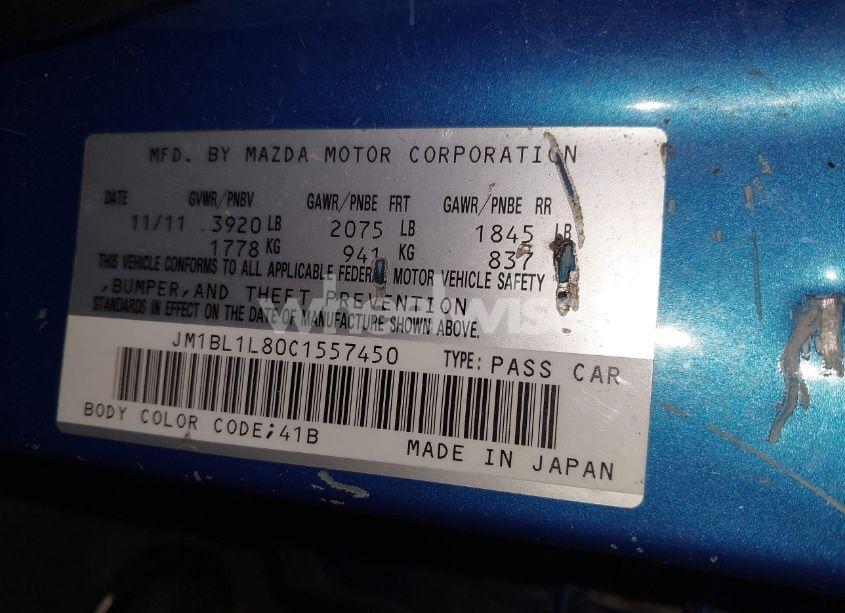 MFD. BY MAZDA MOTOR CORPORATION
DATE GVWR/PNBV GAWR/PNBE FRT GAWR/PNBE RR
11/11 3920 LB 2075 LB 1845 LB
1778 KG 941 KG 837
THIS VEHICLE CONFORMS TO ALL APPLICABLE FEDERAL MOTOR VEHICLE SAFETY
,BUMPER,AND THEFT PREVENTION
STANDARDS IN EFFECT ON THE DATE OF MANUFACTURE SHOWN ABOVE.
JM1BL1L80C1557450 TYPE: PASS CAR
BODY COLOR CODE;41B
MADE IN JAPAN